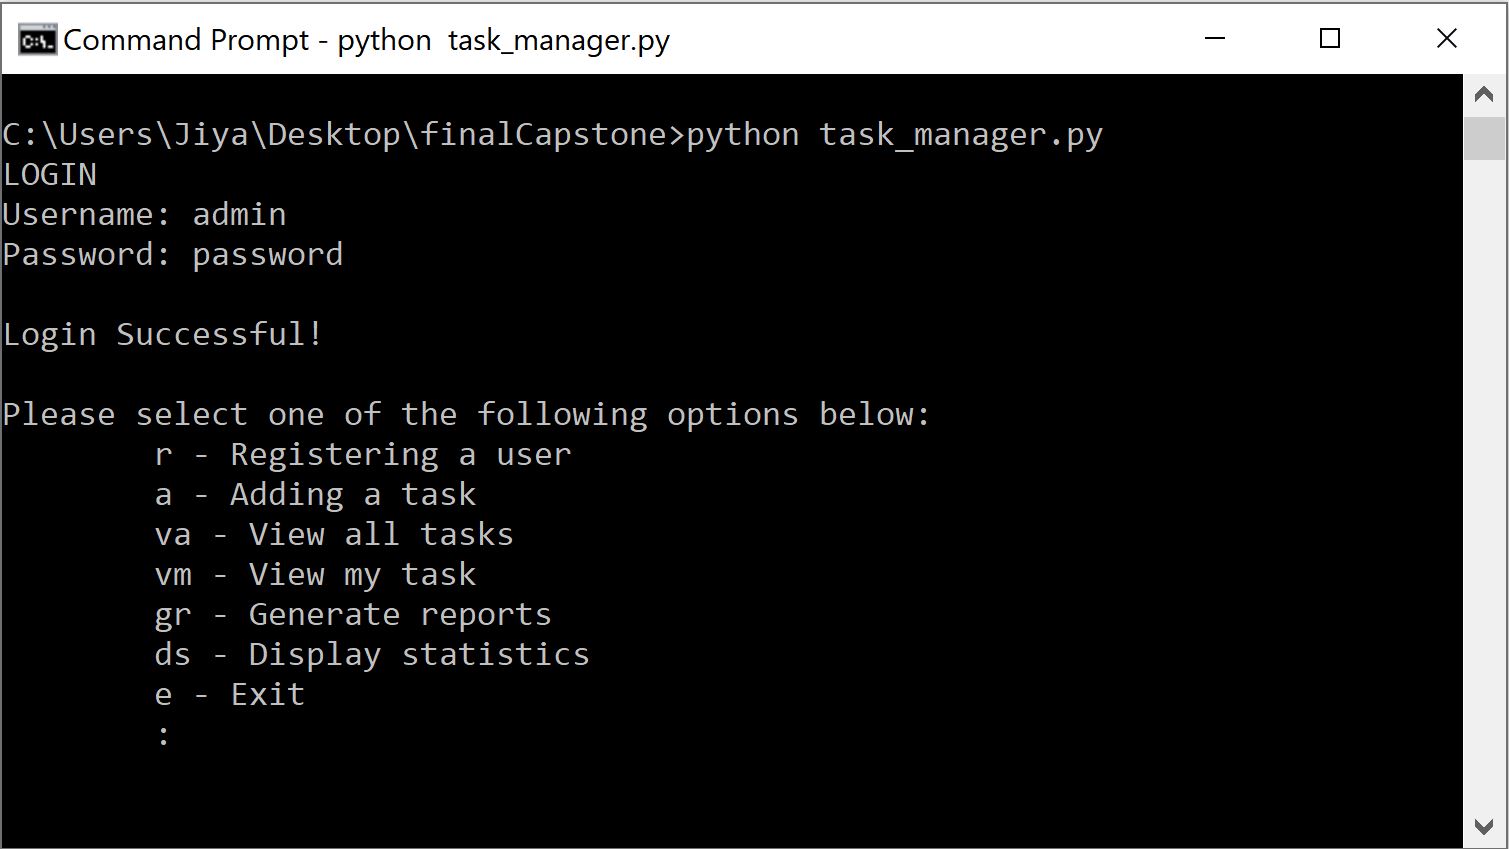 Command Prompt - python  task_manager.py
C:\Users\Jiya\Desktop\finalCapstone>python task_manager.py
LOGIN
Username: admin
Password: password
Login Successful!
Please select one of the following options below:
r - Registering a user
a - Adding a task
va - View all tasks
vm - View my task
gr - Generate reports
ds - Display statistics
e - Exit
: